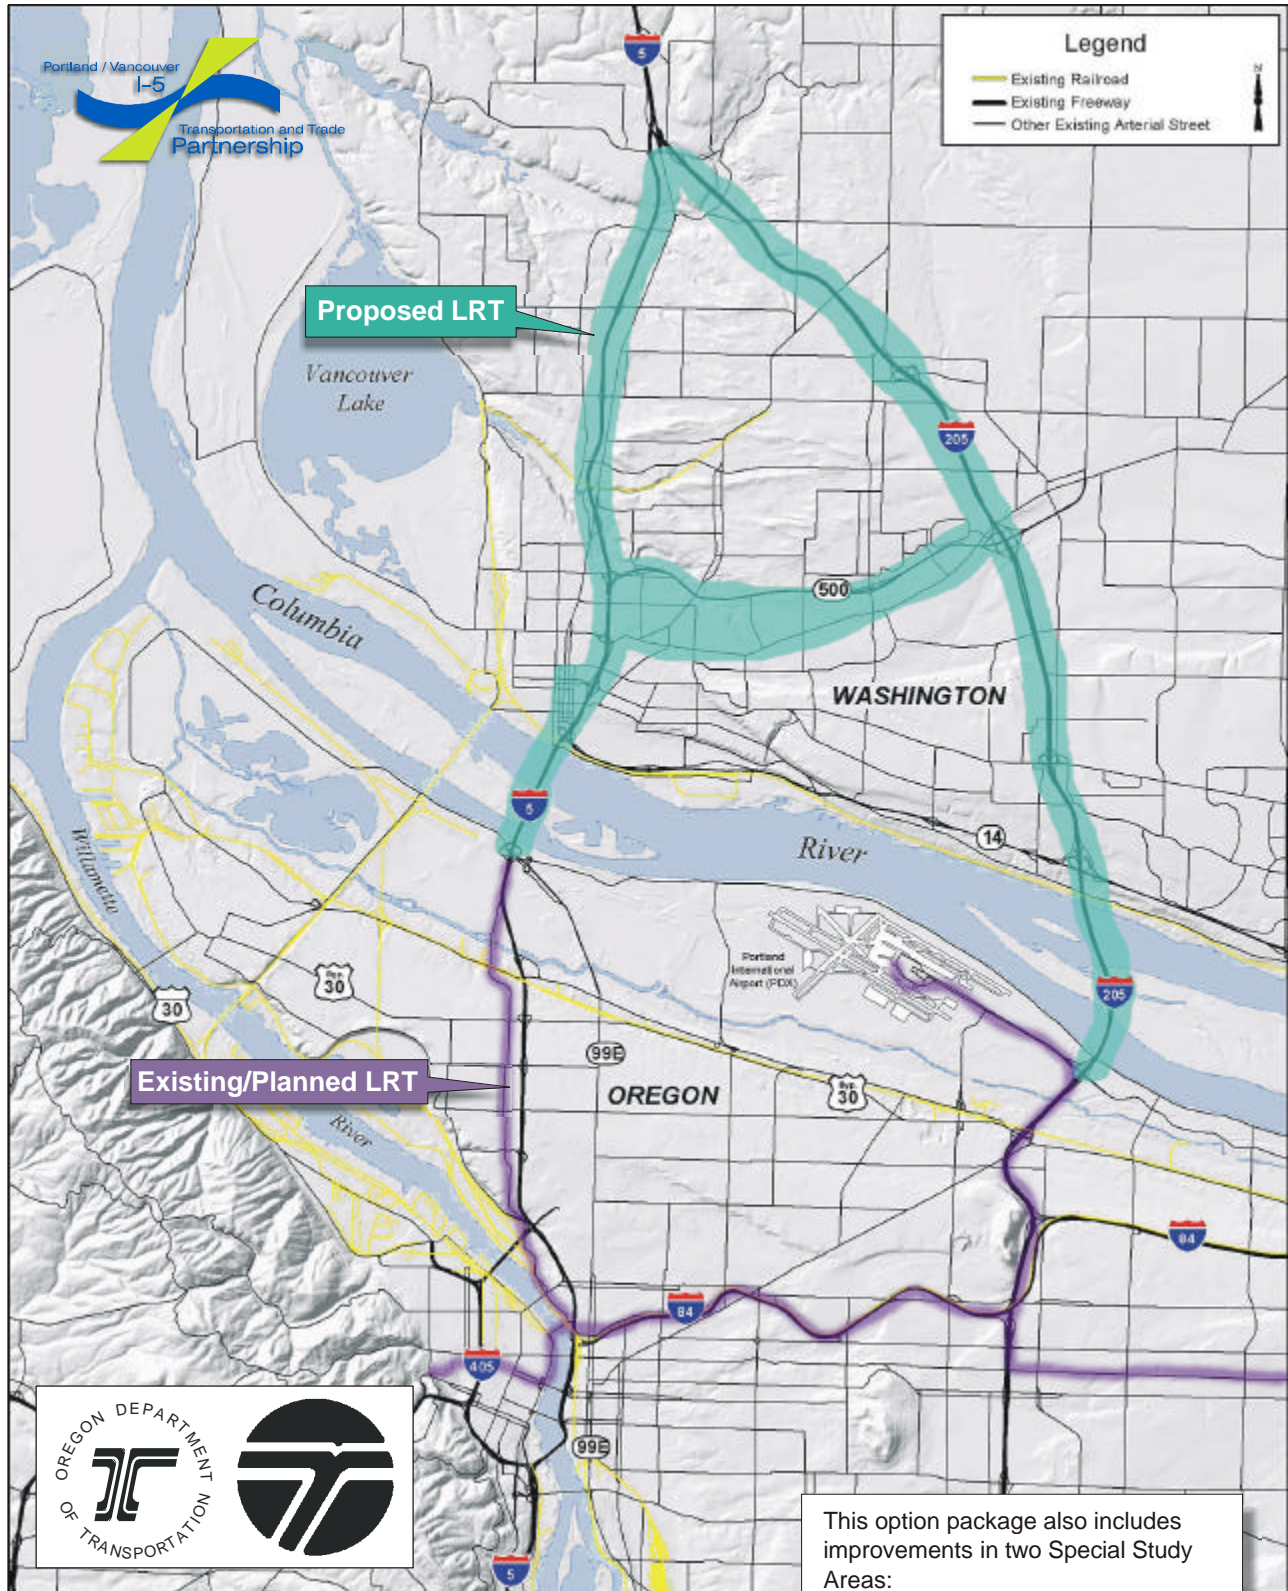 Portland / Vancouver
I-5
Transportation and Trade
Partnership
5
Legend
N
Existing Railroad
Existing Freeway
Other Existing Arterial Street
Proposed LRT
Vancouver
Lake
205
500
Columbia
WASHINGTON
5
14
River
Willamette
Portland
International
Airport (PDX)
205
Byp.
30
30
99E
Existing/Planned LRT
OREGON
Byp.
30
River
84
84
405
99E
5
OREGON DEPARTMENT
OF TRANSPORTATION
This option package also includes
improvements in two Special Study
Areas: